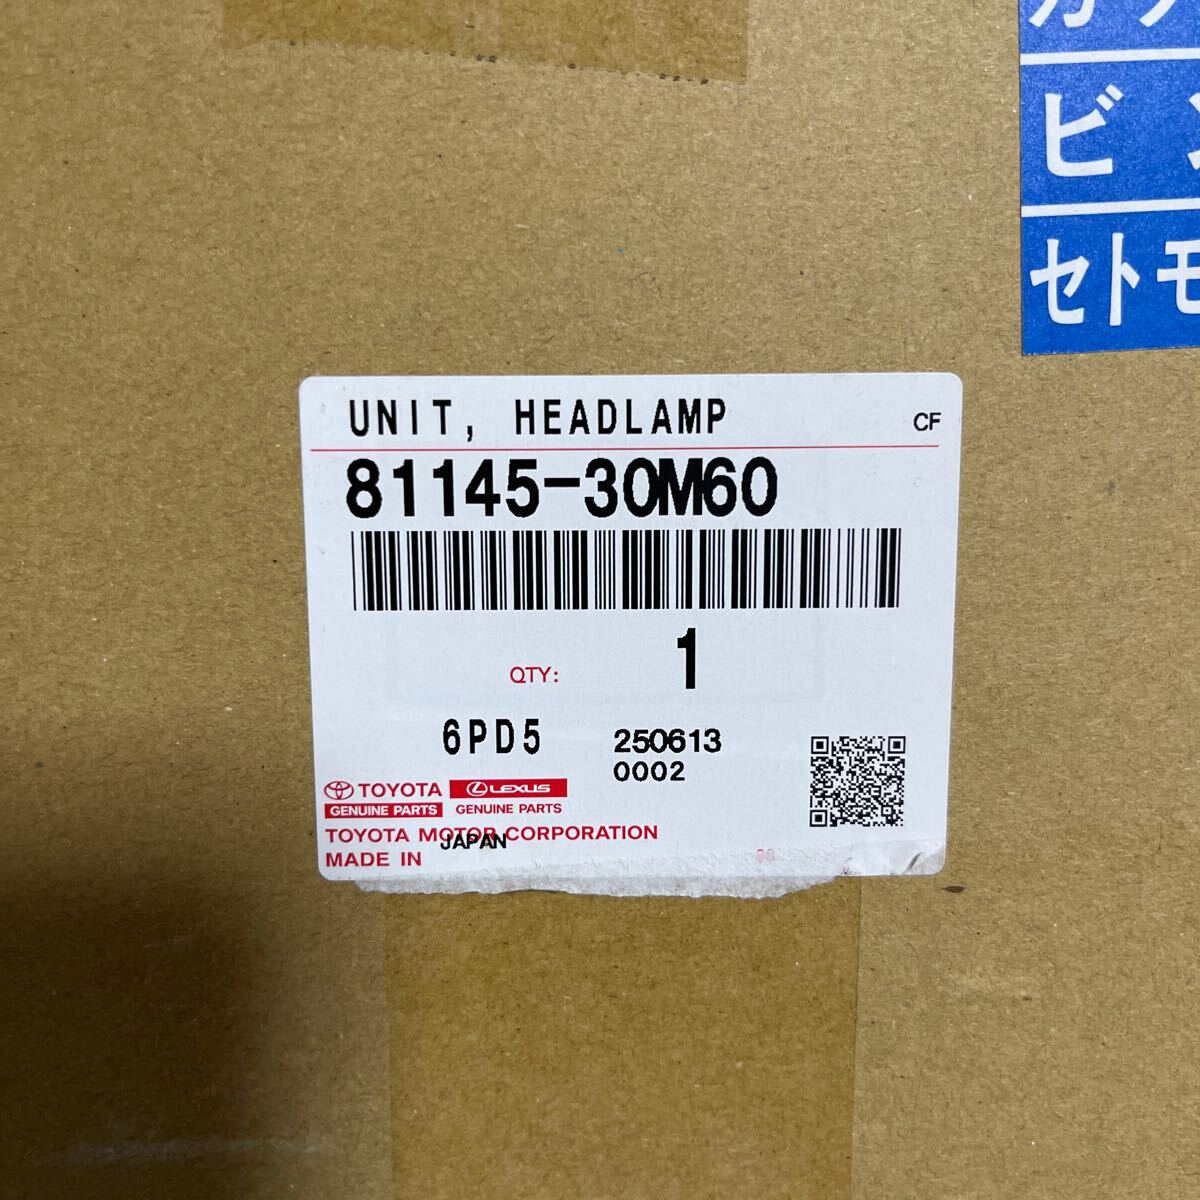 ビ
セトモ
UNIT, HEADLAMP
CF
81145-30M60
QTY: 1
6PD5 250613
0002
TOYOTA LEXUS
GENUINE PARTS GENUINE PARTS
TOYOTA MOTOR CORPORATION
MADE IN JAPAN